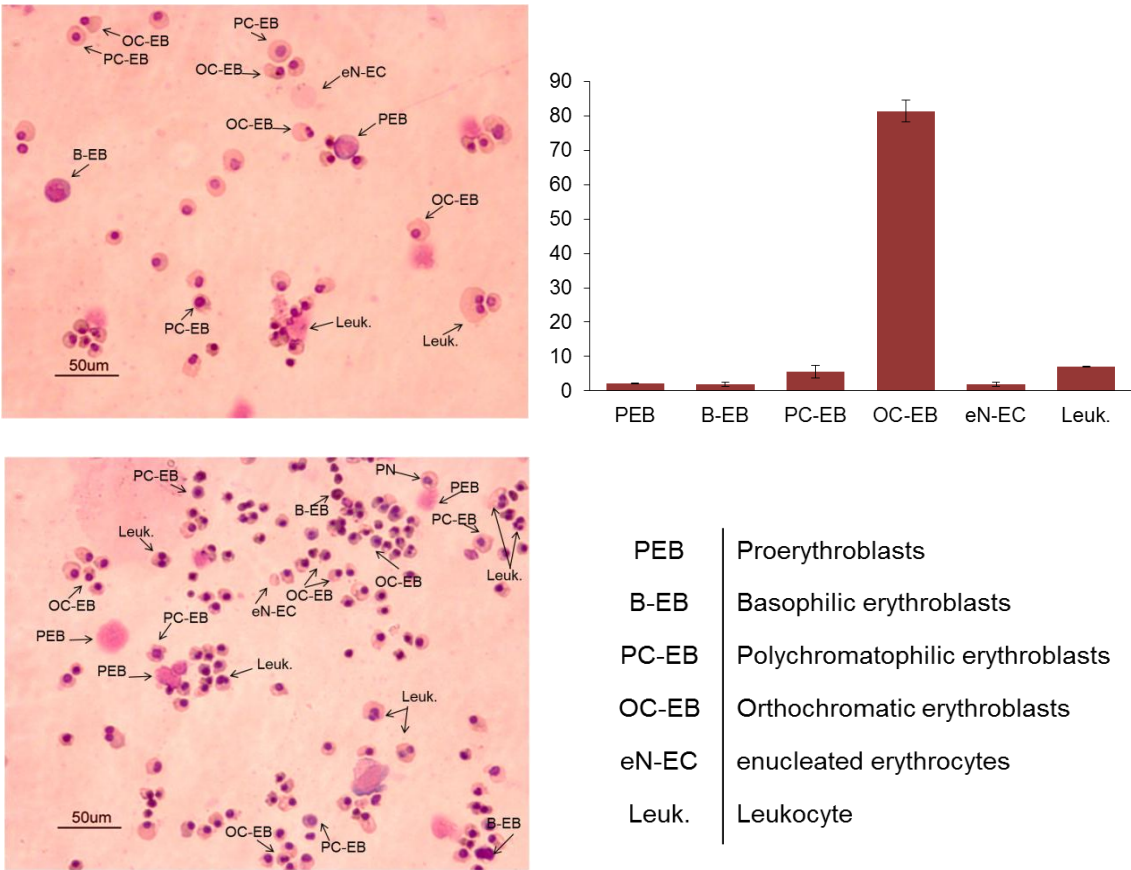 PC-EB
OC-EB
PC-EB
OC-EB
eN-EC
OC-EB
PEB
B-EB
OC-EB
PC-EB
Leuk.
Leuk.
50um
90
80
70
60
50
40
30
20
10
0
PEB B-EB PC-EB OC-EB eN-EC Leuk.
PC-EB
PN
PEB
B-EB
PC-EB
Leuk.
Leuk.
OC-EB
OC-EB
eN-EC
OC-EB
PC-EB
PEB
PEB
Leuk.
Leuk.
50um
OC-EB
PC-EB
B-EB
PEB Proerythroblasts
B-EB Basophilic erythroblasts
PC-EB Polychromatophilic erythroblasts
OC-EB Orthochromatic erythroblasts
eN-EC enucleated erythrocytes
Leuk. Leukocyte